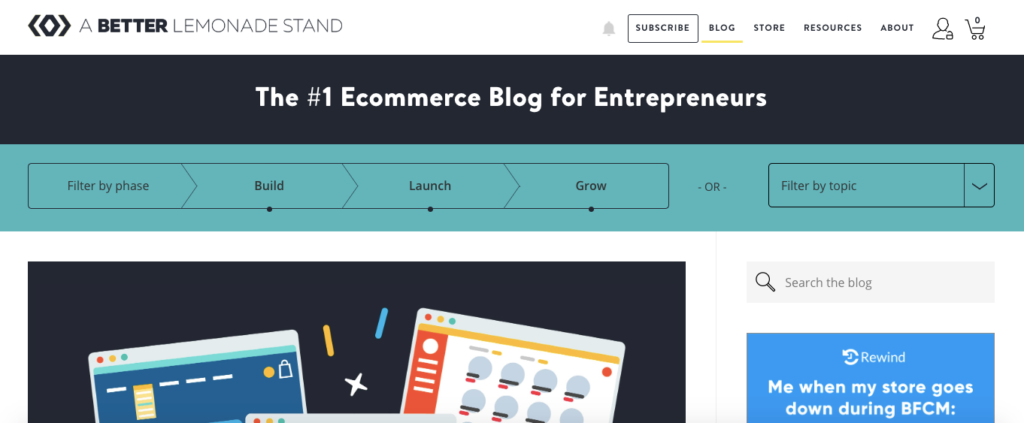 A BETTER LEMONADE STAND
SUBSCRIBE
BLOG
STORE
RESOURCES
ABOUT
0
The #1 Ecommerce Blog for Entrepreneurs
Filter by phase
Build
Launch
Grow
- OR -
Filter by topic
Search the blog
Rewind
Me when my store goes
down during BFCM: